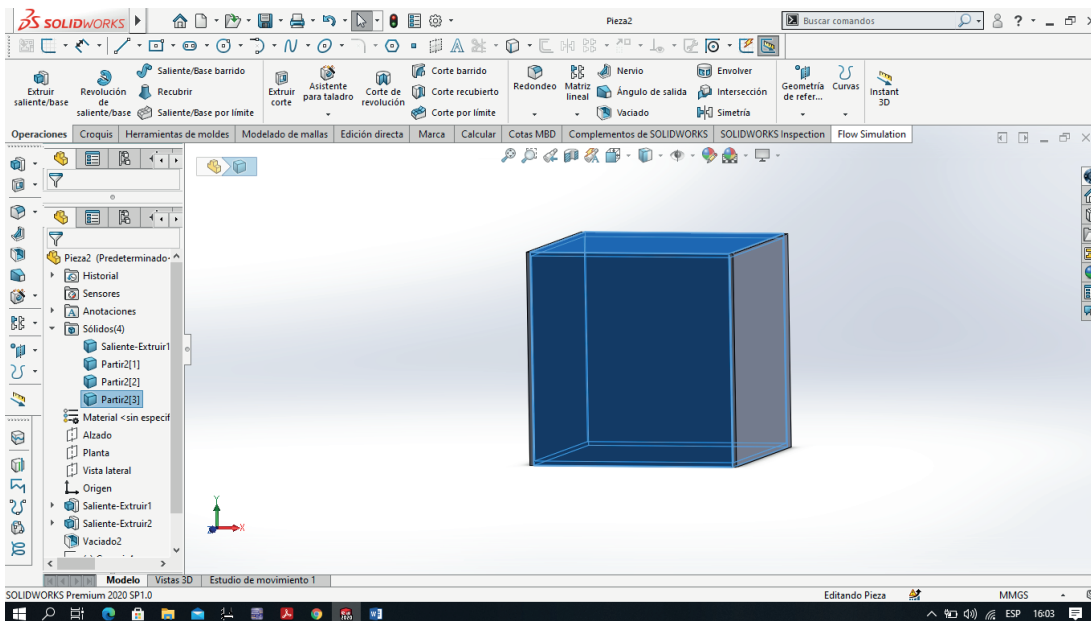 SOLIDWORKS
Pieza2
Buscar comandos
Extruir saliente/base
Revolución de saliente/base
Saliente/Base barrido
Recubrir
Saliente/Base por límite
Extruir corte
Asistente para taladro
Corte de revolución
Corte barrido
Corte recubierto
Corte por límite
Redondeo
Matriz lineal
Nervio
Ángulo de salida
Vaciado
Envolver
Intersección
Simetría
Geometría de refer...
Curvas
Instant 3D
Operaciones Croquis Herramientas de moldes Modelado de mallas Edición directa Marca Calcular Cotas MBD Complementos de SOLIDWORKS SOLIDWORKS Inspection Flow Simulation
Pieza2 (Predeterminado-
Historial
Sensores
Anotaciones
Sólidos(4)
Saliente-Extruir1
Partir2[1]
Partir2[2]
Partir2[3]
Material <sin especif
Alzado
Planta
Vista lateral
Origen
Saliente-Extruir1
Saliente-Extruir2
Vaciado2
Y
X
Modelo Vistas 3D Estudio de movimiento 1
SOLIDWORKS Premium 2020 SP1.0
Editando Pieza
MMGS
ESP 16:03